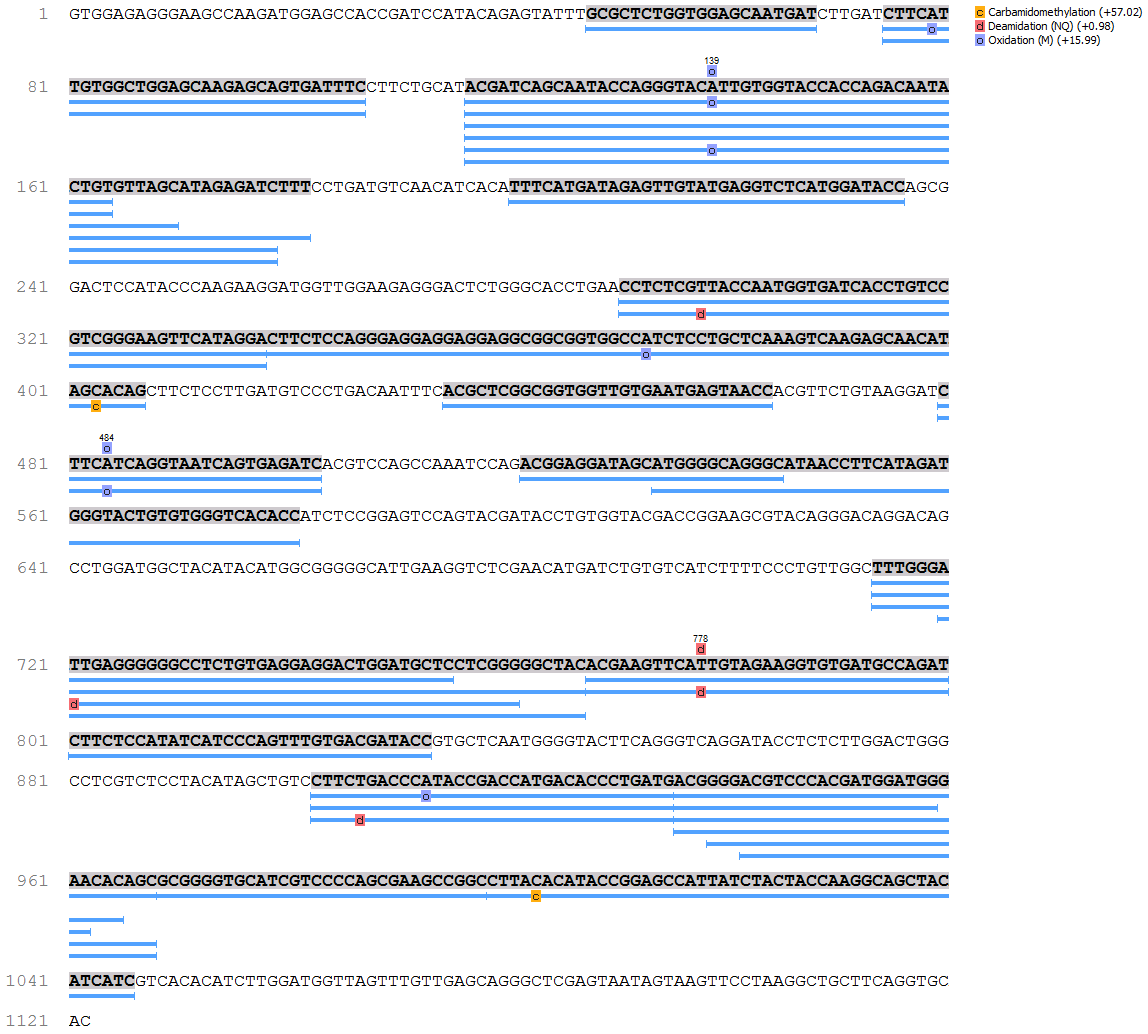 1 GTGGAGAGGGAAGCCAAGATGGAGCCACCGATCCATACAGAGTATTTGCGCTCTGGTGGAGCAATGATCTTGATCTTCAT
c Carbamidomethylation (+57.02)
d Deamidation (NQ) (+0.98)
o Oxidation (M) (+15.99)
o
139
o
81 TGTGGCTGGAGCAAGAGCAGTGATTTCCTTCTGCATACGATCAGCAATACCAGGGTACATTGTGGTACCACCAGACAATA
o
o
161 CTGTGTTAGCATAGAGATCTTTCCTGATGTCAACATCACATTTCATGATAGAGTTGTATGAGGTCTCATGGATACCAGCG
241 GACTCCATACCCAAGAAGGATGGTTGGAAGAGGGACTCTGGGCACCTGAACCTCTCGTTACCAATGGTGATCACCTGTCC
d
321 GTCGGGAAGTTCATAGGACTTCTCCAGGGAGGAGGAGGAGGCGGCGGTGGCCATCTCCTGCTCAAAGTCAAGAGCAACAT
o
401 AGCACAGCTTCTCCTTGATGTCCCTGACAATTTCACGCTCGGCGGTGGTTGTGAATGAGTAACCACGTTCTGTAAGGATC
c
484
o
481 TTCATCAGGTAATCAGTGAGATCACGTCCAGCCAAATCCAGACGGAGGATAGCATGGGGCAGGGCATAACCTTCATAGAT
o
561 GGGTACTGTGTGGGTCACACCATCTCCGGAGTCCAGTACGATACCTGTGGTACGACCGGAAGCGTACAGGGACAGGACAG
641 CCTGGATGGCTACATACATGGCGGGGGCATTGAAGGTCTCGAACATGATCTGTGTCATCTTTTCCCTGTTGGCTTTGGGA
778
d
721 TTGAGGGGGGCCTCTGTGAGGAGGACTGGATGCTCCTCGGGGGCTACACGAAGTTCATTGTAGAAGGTGTGATGCCAGAT
d
d
801 CTTCTCCATATCATCCCAGTTTGTGACGATACCGTGCTCAATGGGGTACTTCAGGGTCAGGATACCTCTCTTGGACTGGG
881 CCTCGTCTCCTACATAGCTGTCCTTCTGACCCATACCGACCATGACACCCTGATGACGGGGACGTCCCACGATGGATGGG
o
d
961 AACACAGCGCGGGGTGCATCGTCCCCAGCGAAGCCGGCCTTACACATACCGGAGCCATTATCTACTACCAAGGCAGCTAC
c
1041 ATCATCGTCACACATCTTGGATGGTTAGTTTGTTGAGCAGGGCTCGAGTAATAGTAAGTTCCTAAGGCTGCTTCAGGTGC
1121 AC